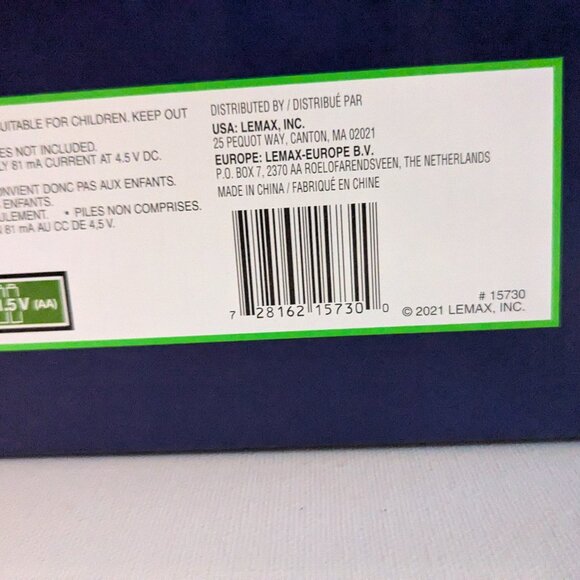 UITABLE FOR CHILDREN. KEEP OUT
ES NOT INCLUDED.
LY 81 mA CURRENT AT 4.5 V DC.
NVIENT DONC PAS AUX ENFANTS.
ENFANTS.
ULEMENT. • PILES NON COMPRISES.
81 mA AU CC DE 4,5 V.
1.5V (AA)
DISTRIBUTED BY / DISTRIBUÉ PAR
USA: LEMAX, INC.
25 PEQUOT WAY, CANTON, MA 02021
EUROPE: LEMAX-EUROPE B.V.
P.O. BOX 7, 2370 AA ROELOFARENDSVEEN, THE NETHERLANDS
MADE IN CHINA / FABRIQUÉ EN CHINE
7 28162 15730 0
# 15730
© 2021 LEMAX, INC.